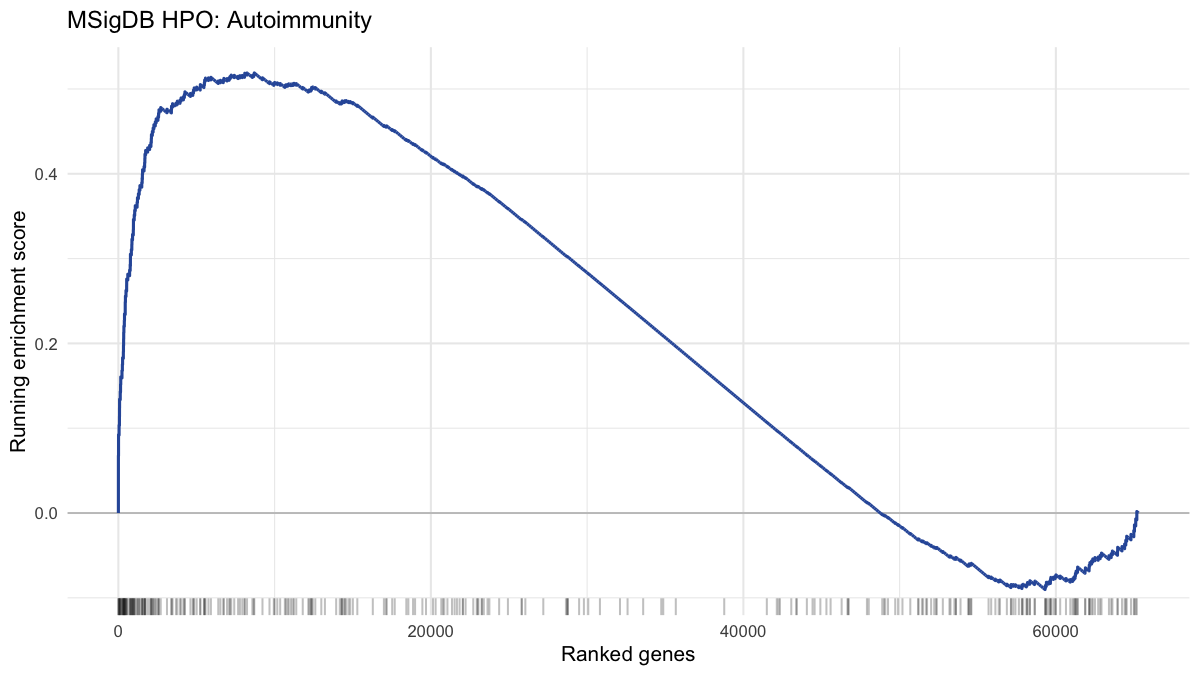 MSigDB HPO: Autoimmunity
Running enrichment score
0.4
0.2
0.0
0
20000
40000
60000
Ranked genes